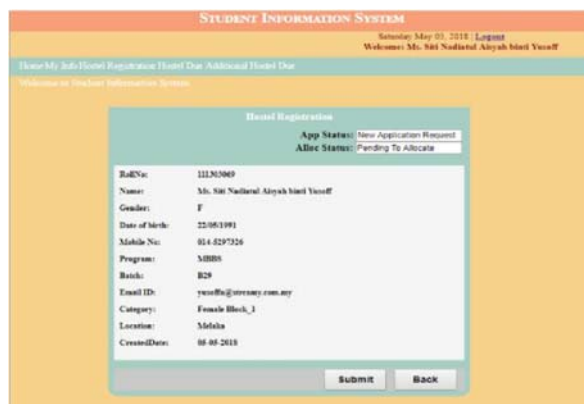 STUDENT INFORMATION SYSTEM
Saturday May 05, 2018 | Logout
Welcome: Ms. Siti Nadiatul Aisyah binti Yusoff
Home My Info Hostel Registration Hostel Due Additional Hostel Due
Welcome to Student Information System
Hostel Registration
App Status: New Application Request
Alloc Status: Pending To Allocate
RollNo: 111303069
Name: Ms. Siti Nadiatul Aisyah binti Yusoff
Gender: F
Date of birth: 22/05/1991
Mobile No: 014-5297326
Program: MBBS
Batch: B29
Email ID:
Category: Female Block_1
Location: Melaka
CreatedDate: 05-05-2018
Submit Back